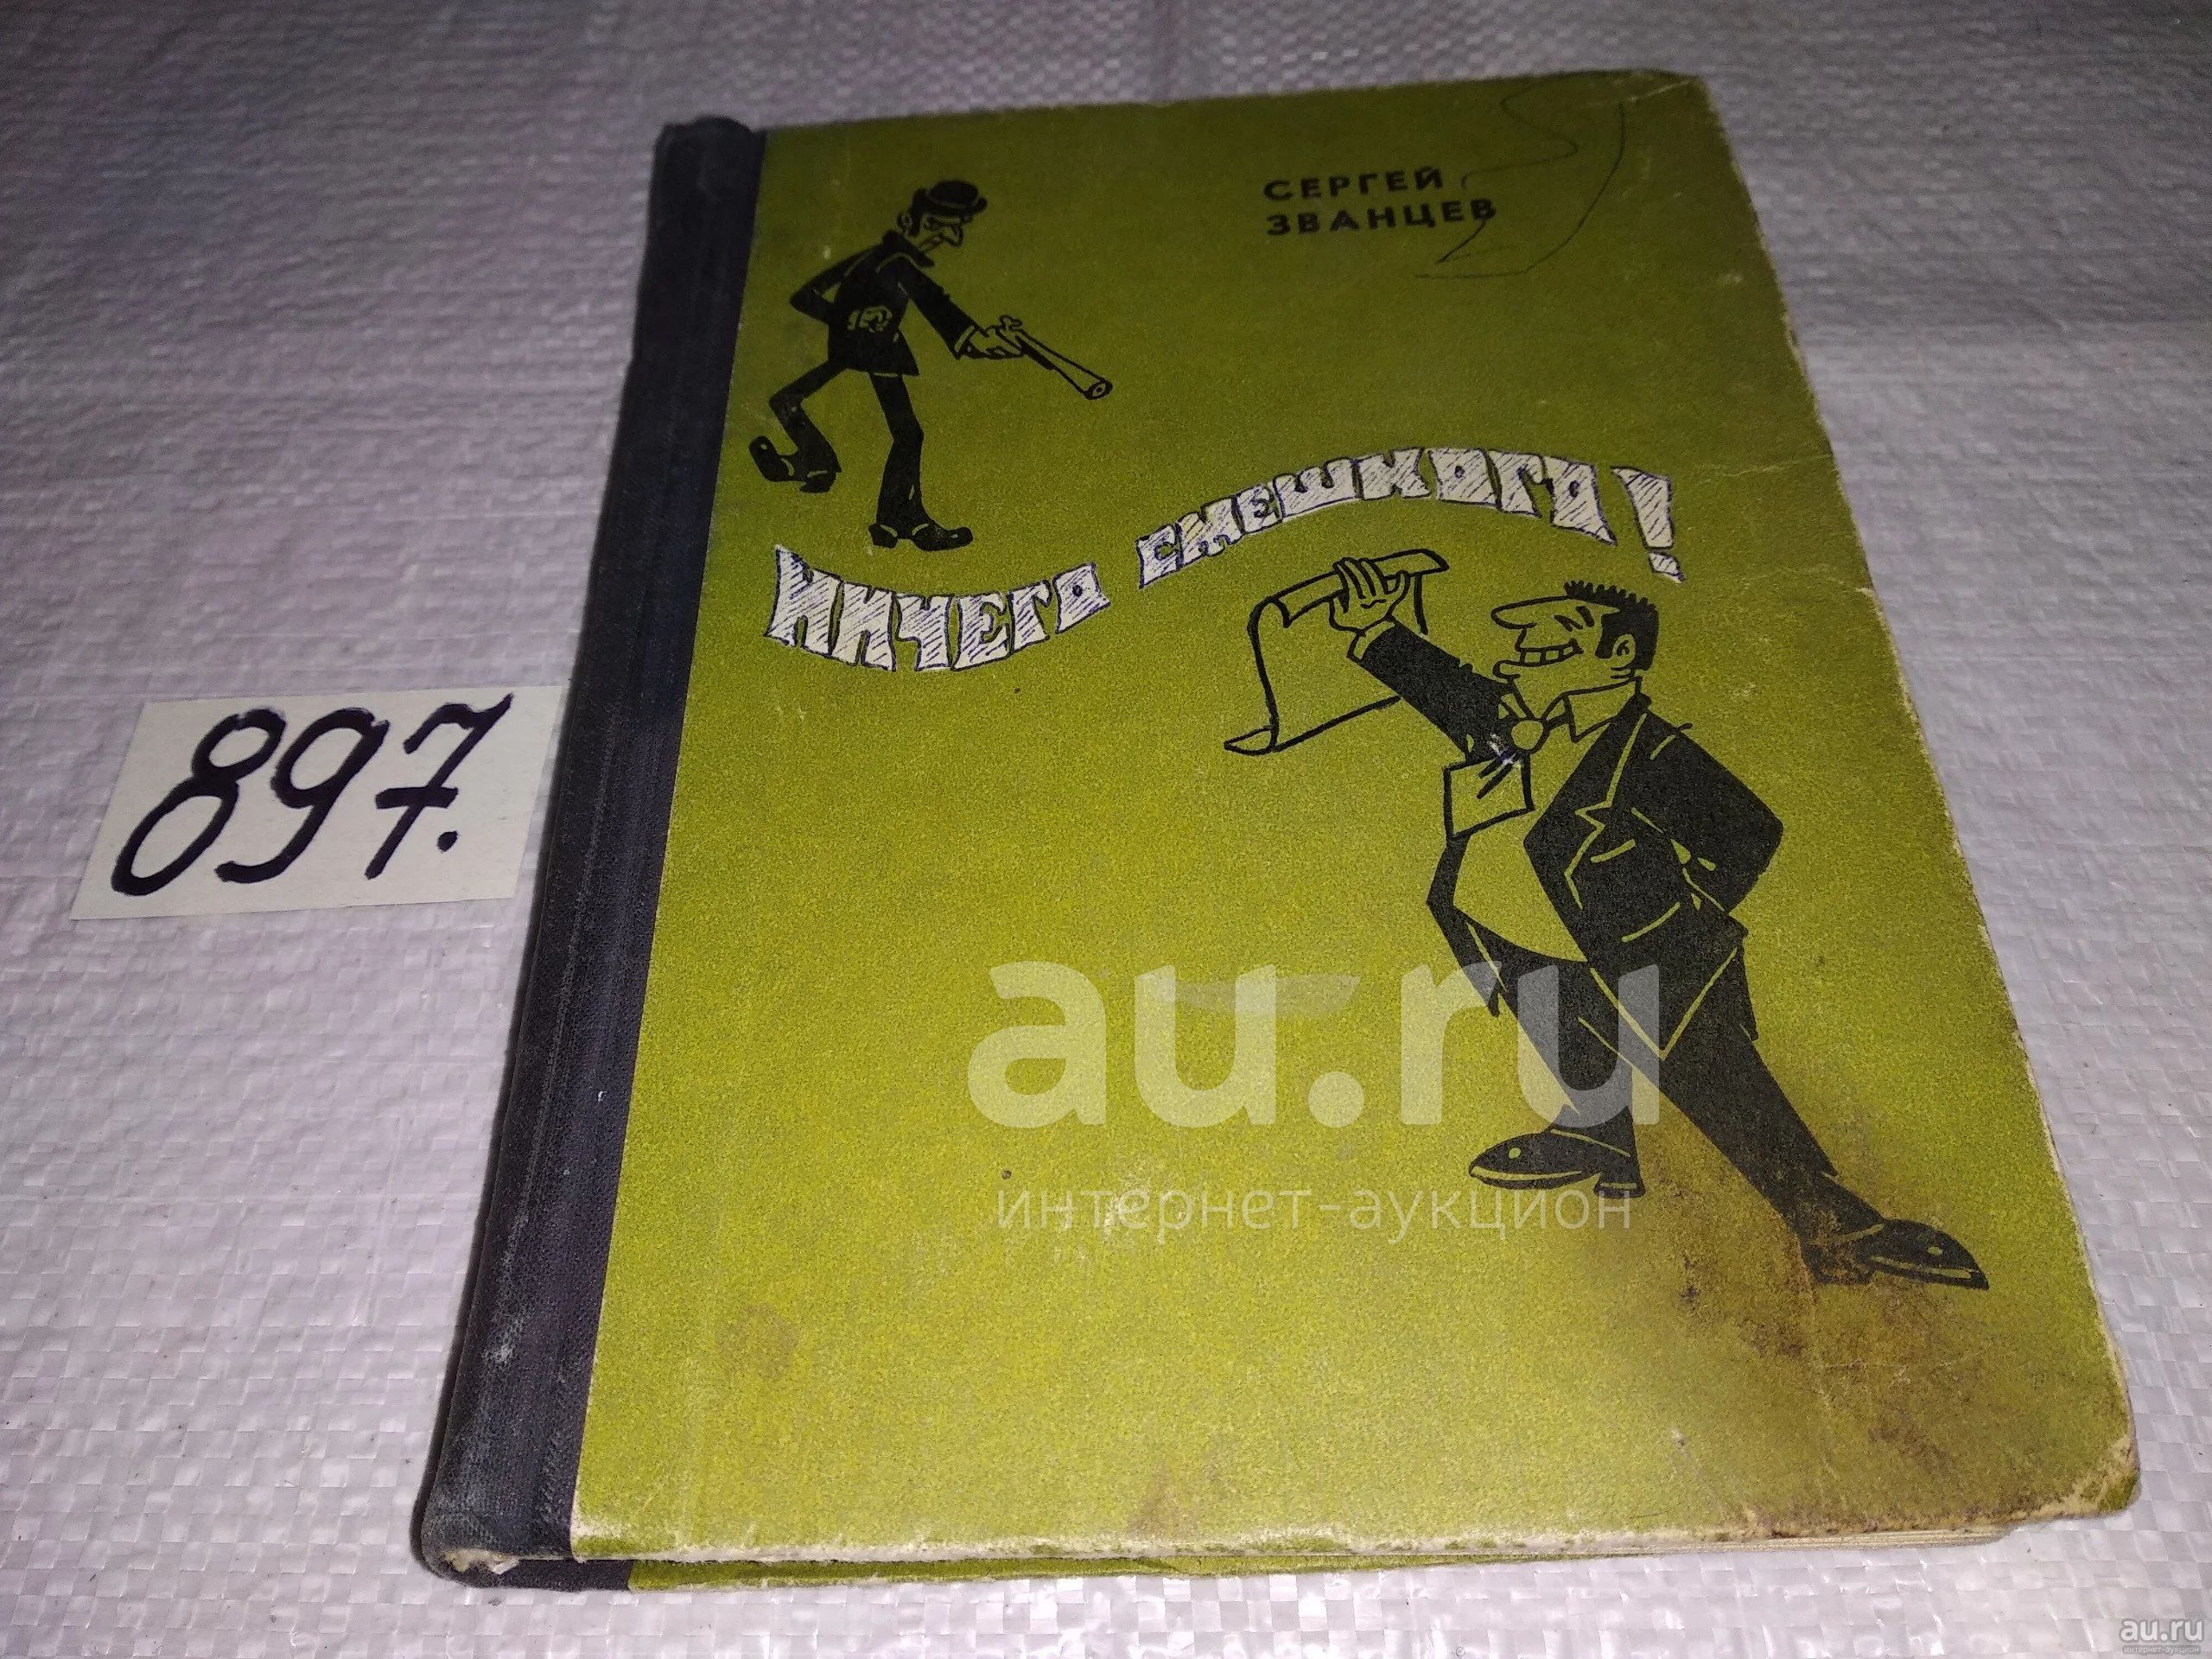 СЕРГЕЙ
ЗВАНЦЕВ
НИЧЕГО СМЕШНОГО!
897.
au.ru
интернет-аукцион
au.ru
интернет-аукцион